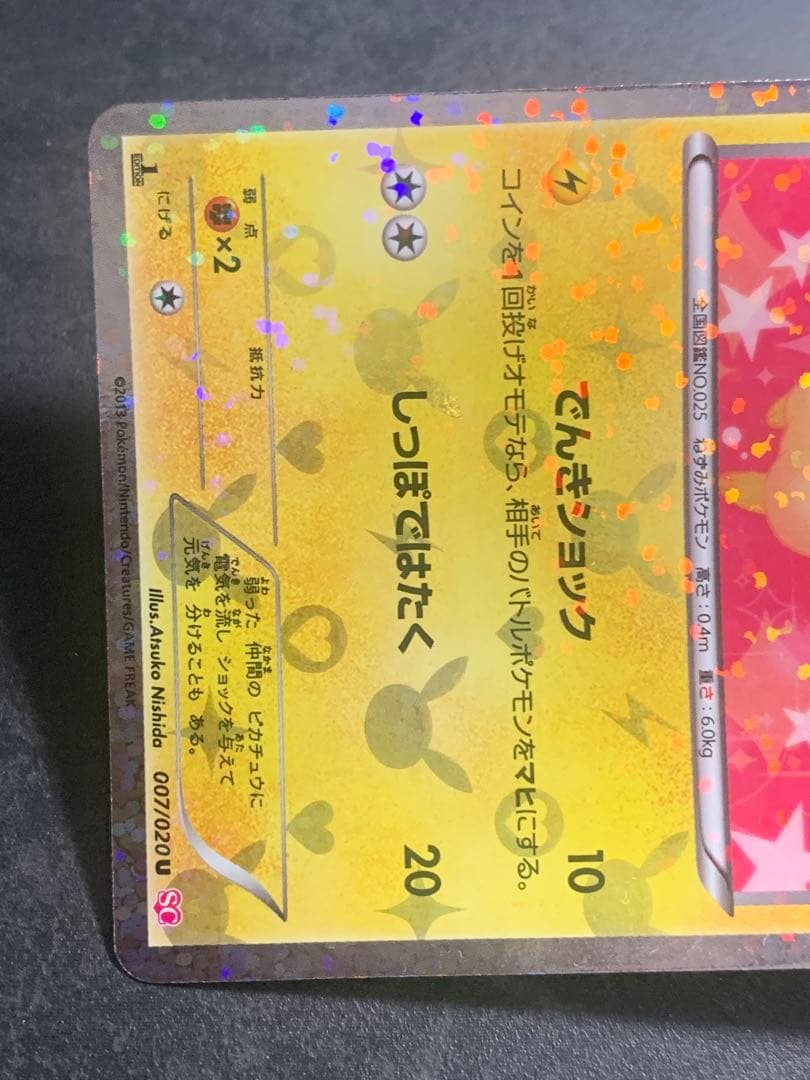 全国図鑑NO.025 ねずみポケモン 高さ:0.4m 重さ:6.0kg
でんきショック 10
コインを1回投げオモテなら、相手のバトルポケモンをマヒにする。
しっぽではたく 20
弱点 抵抗力
×2
にげる
弱った 仲間の ピカチュウに
電気を流し ショックを与えて
元気を 分けることも ある。
1 EDITION
Illus.Atsuko Nishida 007/020 U SC
©2013 Pokémon/Nintendo/Creatures/GAME FREAK.